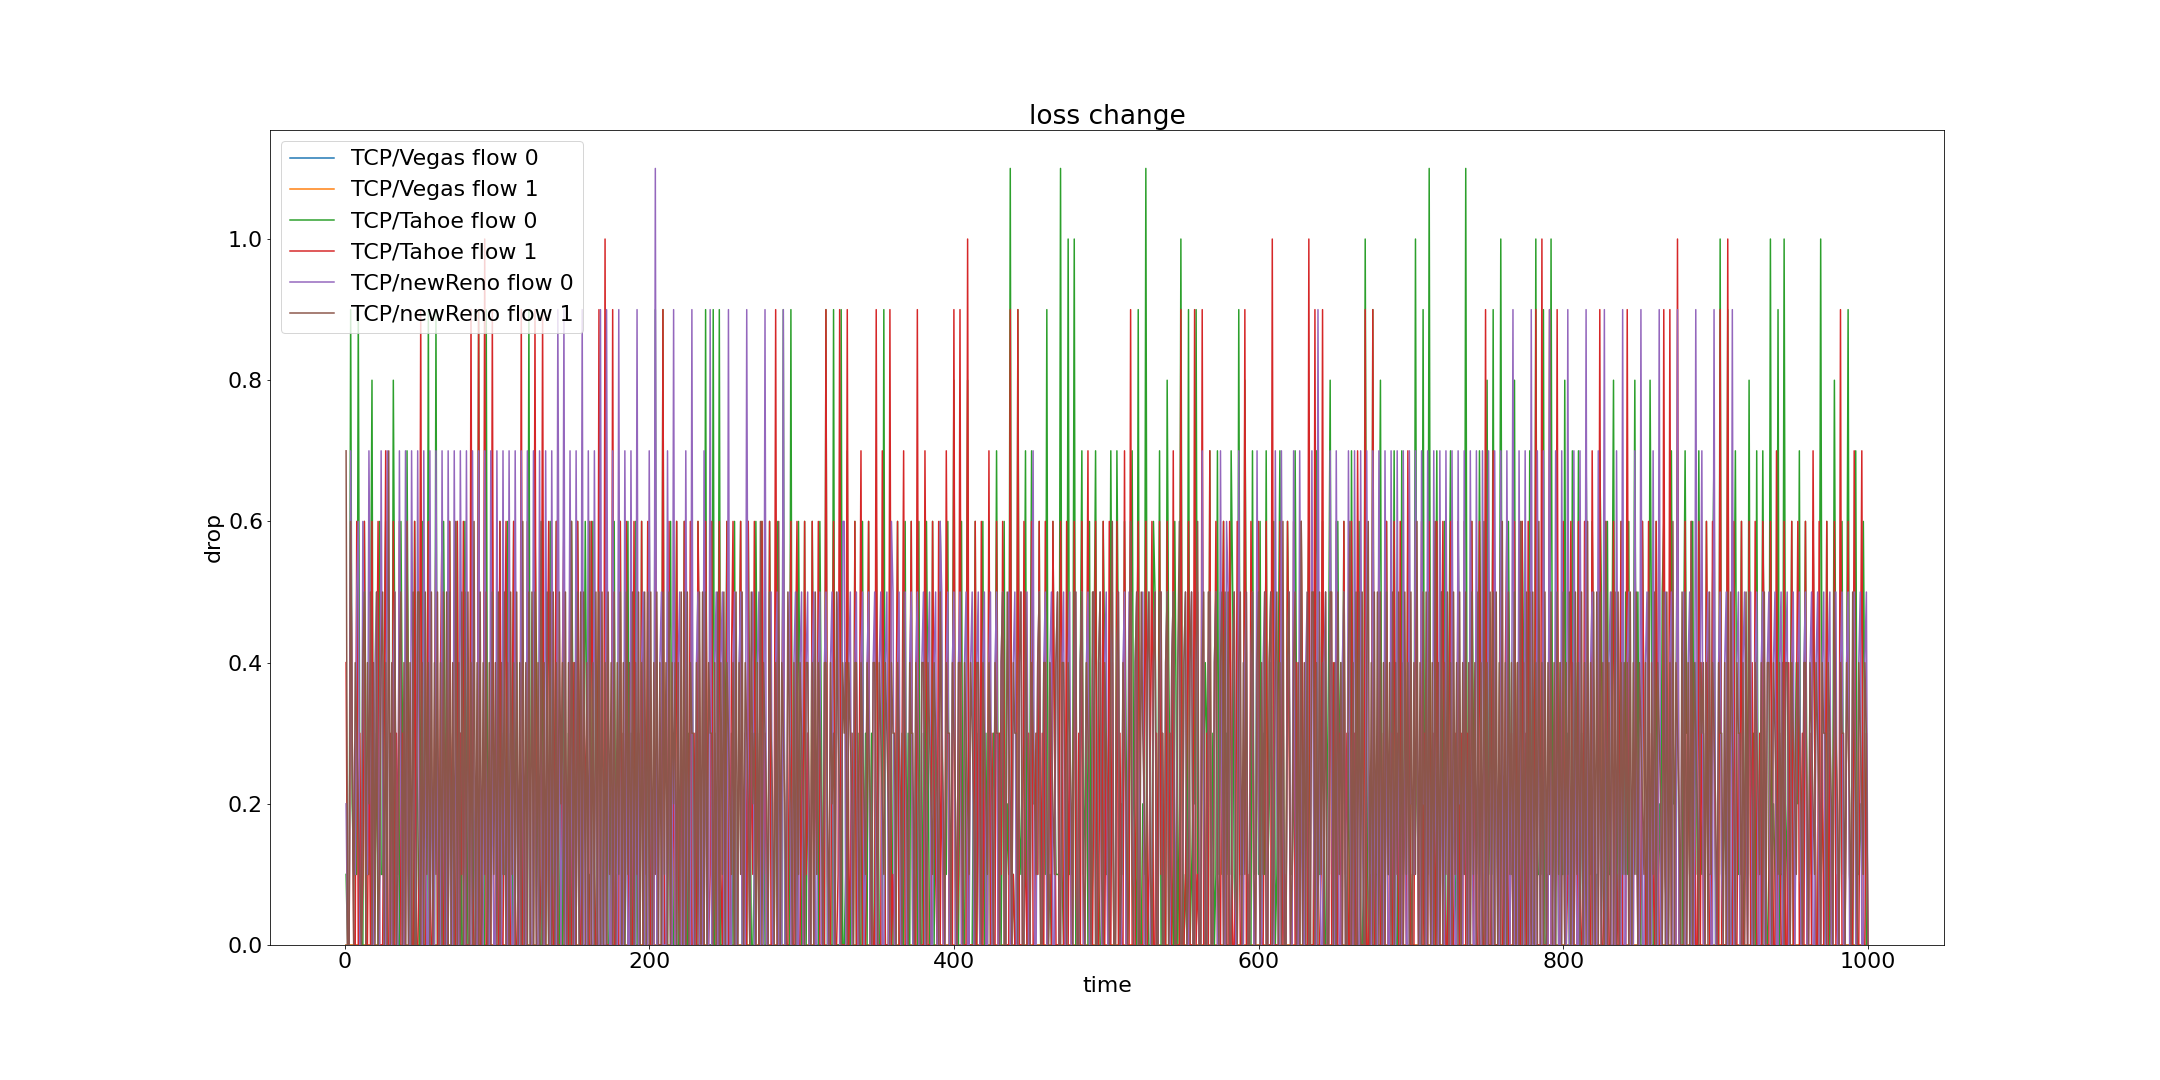 loss change
TCP/Vegas flow 0
TCP/Vegas flow 1
TCP/Tahoe flow 0
TCP/Tahoe flow 1
TCP/newReno flow 0
TCP/newReno flow 1
1.0
0.8
0.6
0.4
0.2
0.0
drop
0 200 400 600 800 1000
time